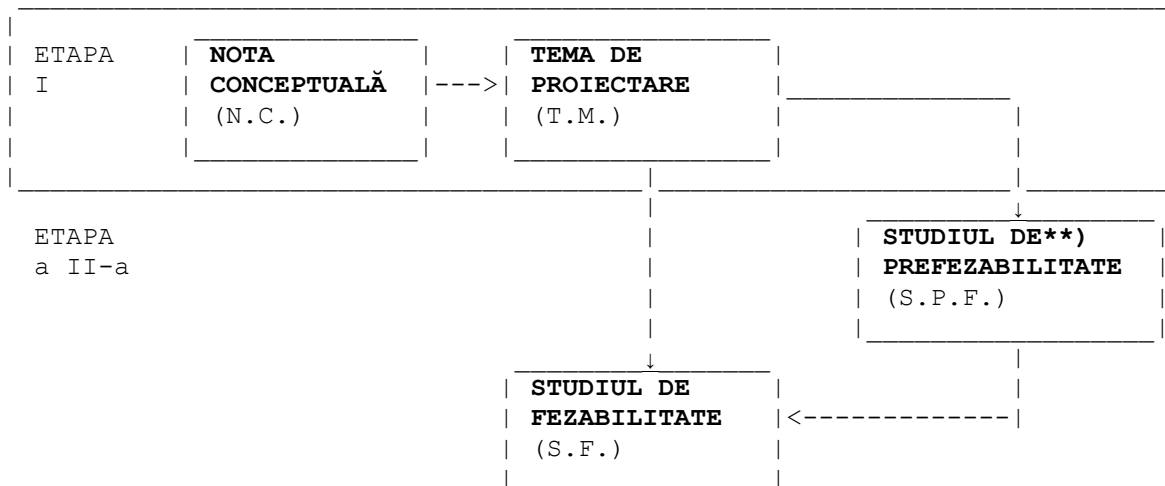 ETAPA
I
NOTA
CONCEPTUALĂ
(N.C.)
--->
TEMA DE
PROIECTARE
(T.M.)
ETAPA
a II-a
STUDIUL DE**)
PREFEZABILITATE
(S.P.F.)
STUDIUL DE
FEZABILITATE
(S.F.)
<-------------